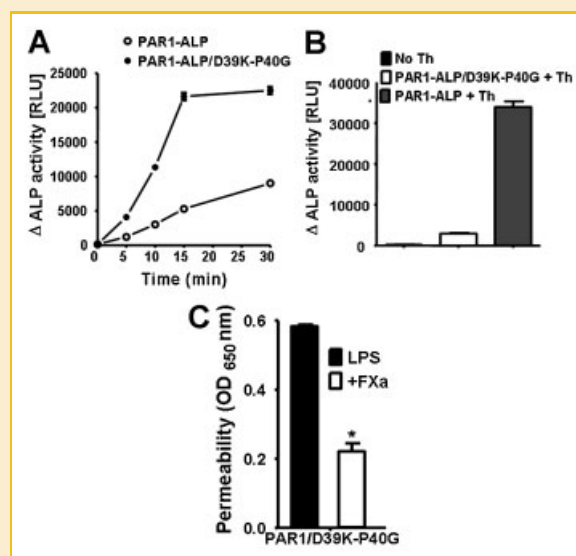 A
PAR1-ALP
PAR1-ALP/D39K-P40G
Δ ALP activity [RLU]
25000
20000
15000
10000
5000
0
0 5 10 15 20 25 30
Time (min)
B
No Th
PAR1-ALP/D39K-P40G + Th
PAR1-ALP + Th
Δ ALP activity [RLU]
40000
30000
20000
10000
0
C
LPS
+FXa
Permeability (OD 650 nm)
0.6
0.4
0.2
0.0
*
PAR1/D39K-P40G